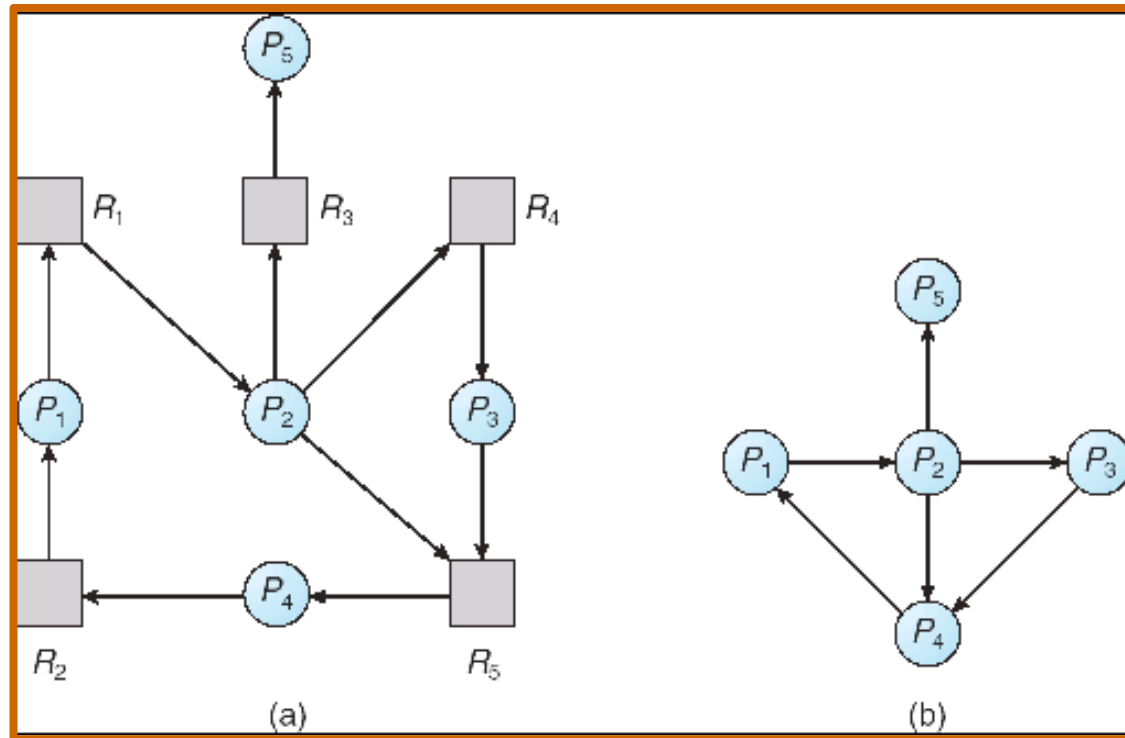 P₅
R₁ R₃ R₄
P₅
P₁ P₂ P₃
P₁ P₂ P₃
P₄
P₄
R₂ R₅
(a) (b)